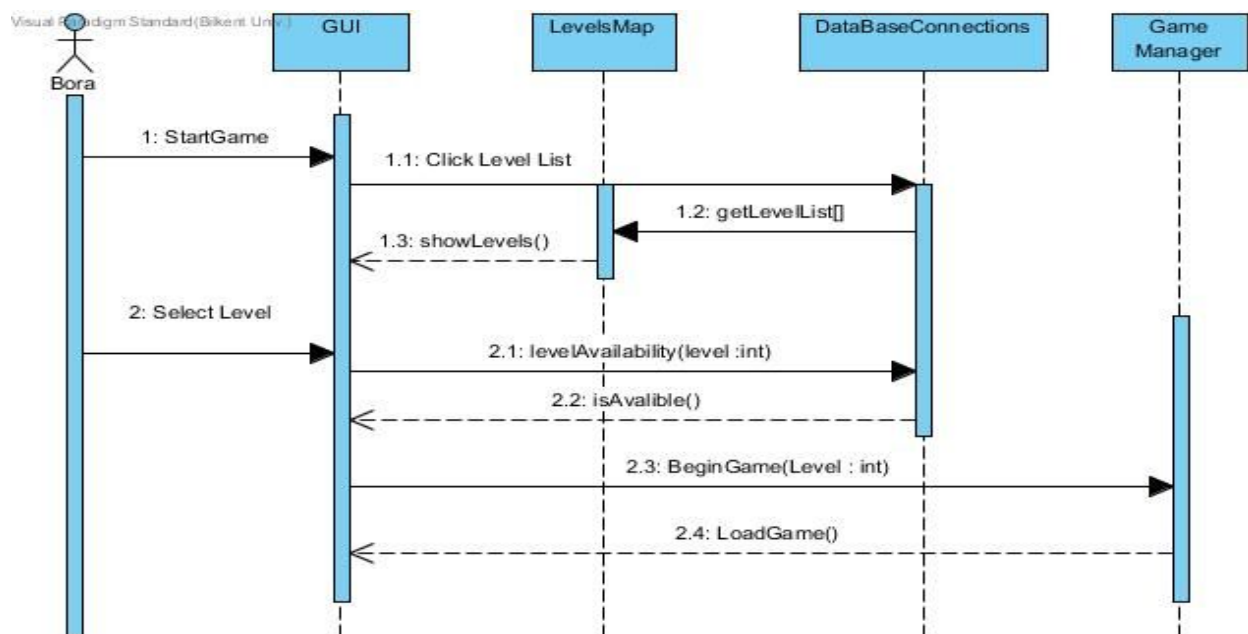 Visual Paradigm Standard(Bilkent Univ.)
Bora
GUI
LevelsMap
DataBaseConnections
Game
Manager
1: StartGame
1.1: Click Level List
1.2: getLevelList[]
1.3: showLevels()
2: Select Level
2.1: levelAvailability(level :int)
2.2: isAvalible()
2.3: BeginGame(Level : int)
2.4: LoadGame()